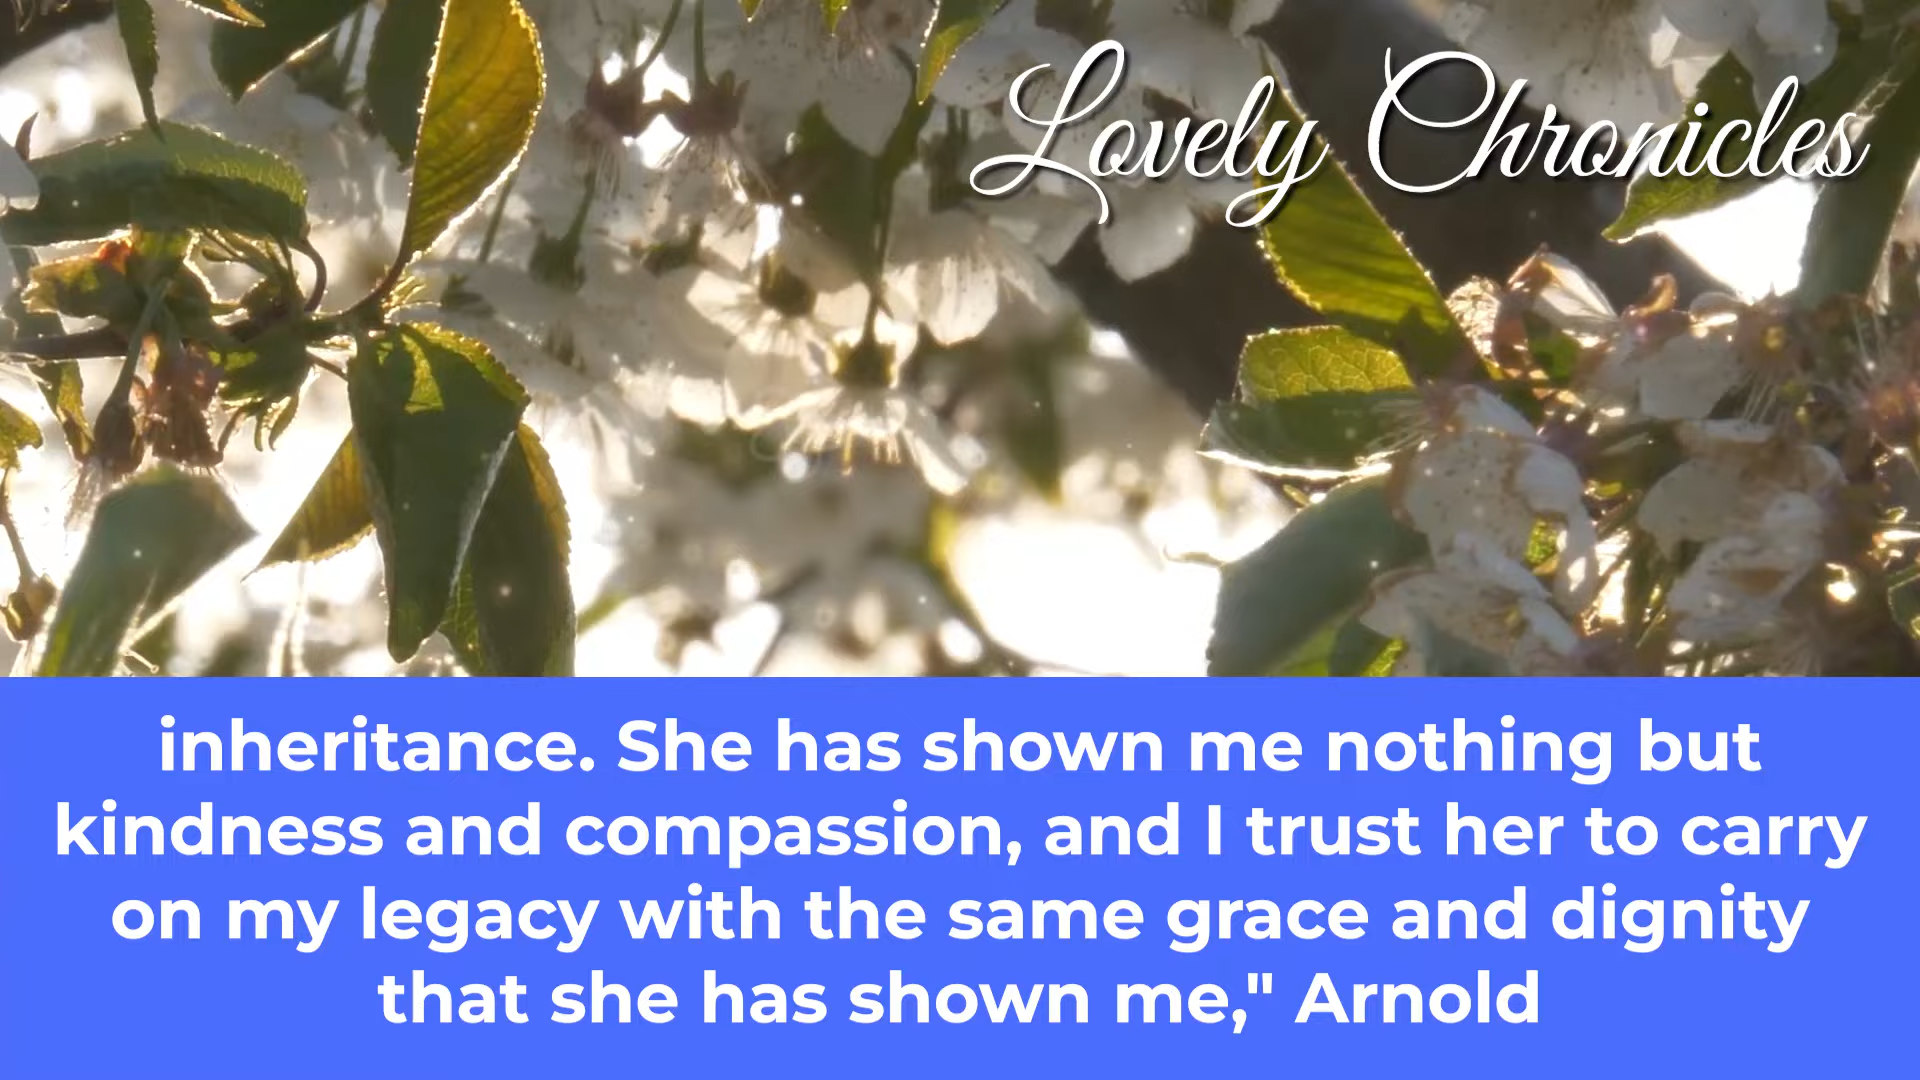 Lovely Chronicles
inheritance. She has shown me nothing but
kindness and compassion, and I trust her to carry
on my legacy with the same grace and dignity
that she has shown me," Arnold